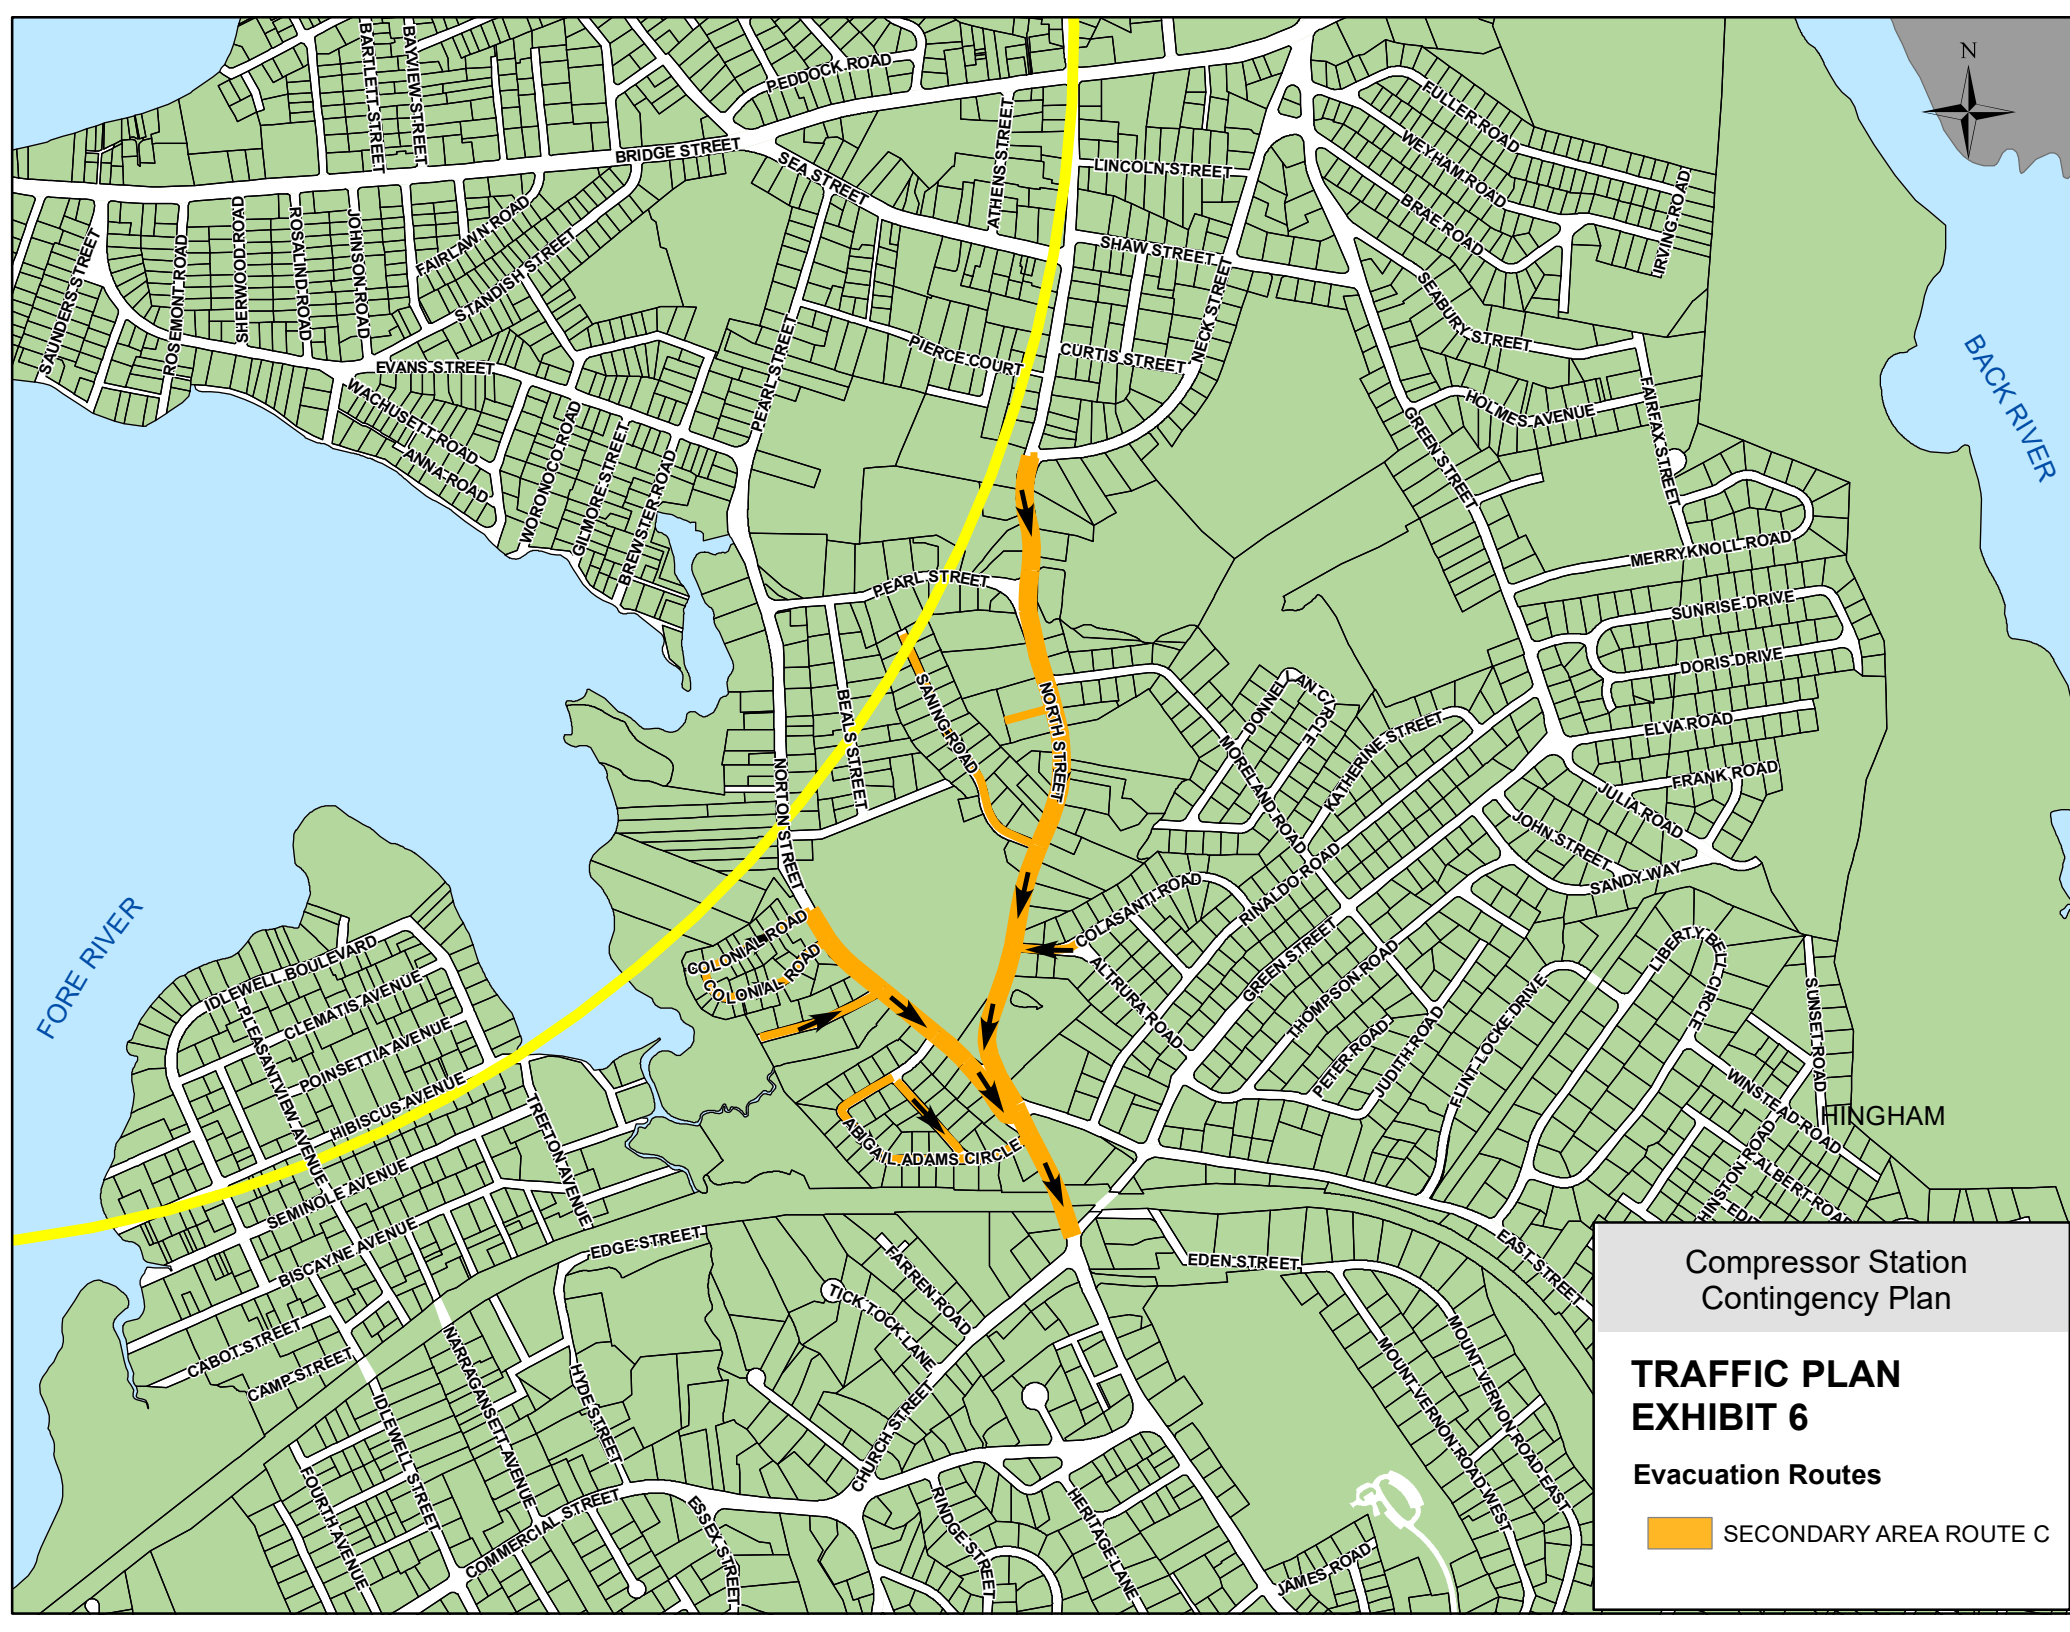 N
BARTLETT STREET
BAYVIEW STREET
PEDDOCK ROAD
BRIDGE STREET
SEA STREET
ATHENS STREET
LINCOLN STREET
SHAW STREET
NECK STREET
FULLER ROAD
WEYHAM ROAD
BRAE ROAD
IRVING ROAD
SEABURY STREET
SAUNDERS STREET
ROSEMONT ROAD
SHERWOOD ROAD
ROSALIND ROAD
JOHNSON ROAD
FAIRLAWN ROAD
STANDISH STREET
EVANS STREET
WACHUSETT ROAD
ANNA ROAD
WORONOCO ROAD
GILMORE STREET
BREWSTER ROAD
PEARL STREET
PIERCE COURT
CURTIS STREET
HOLMES AVENUE
FAIRFAX STREET
GREEN STREET
BACK RIVER
MERRYKNOLL ROAD
SUNRISE DRIVE
DORIS DRIVE
ELVA ROAD
FRANK ROAD
JULIA ROAD
JOHN STREET
SANDY WAY
PEARL STREET
SANING ROAD
BEALS STREET
NORTON STREET
NORTH STREET
DONNELLAN CIRCLE
MORELAND ROAD
KATHERINE STREET
RINALDO ROAD
COLASANTI ROAD
ALTRURA ROAD
GREEN STREET
THOMPSON ROAD
PETER ROAD
JUDITH ROAD
FLINT LOCKE DRIVE
LIBERTY BELL CIRCLE
SUNSET ROAD
WINSTEAD ROAD
HINGHAM
ALBERT ROAD
COLONIAL ROAD
COLONIAL ROAD
ABIGAIL ADAMS CIRCLE
FORE RIVER
IDLEWELL BOULEVARD
CLEMATIS AVENUE
PLEASANTVIEW AVENUE
POINSETTIA AVENUE
HIBISCUS AVENUE
SEMINOLE AVENUE
BISCAYNE AVENUE
TREFTON AVENUE
CABOT STREET
CAMP STREET
EDGE STREET
FARREN ROAD
TICK TOCK LANE
EDEN STREET
EAST STREET
MOUNT VERNON ROAD EAST
MOUNT VERNON ROAD WEST
NARRAGANSETT AVENUE
IDLEWELL STREET
HYDE STREET
FOURTH AVENUE
COMMERCIAL STREET
ESSEX STREET
CHURCH STREET
RINDGE STREET
HERITAGE LANE
JAMES ROAD
Compressor Station
Contingency Plan
TRAFFIC PLAN
EXHIBIT 6
Evacuation Routes
SECONDARY AREA ROUTE C